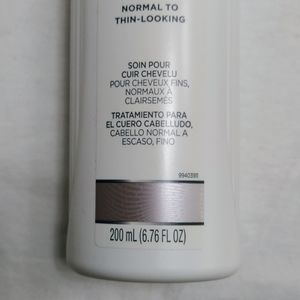 NORMAL TO
THIN-LOOKING
SOIN POUR
CUIR CHEVELU
POUR CHEVEUX FINS,
NORMAUX À
CLAIRSEMÉS
TRATAMIENTO PARA
EL CUERO CABELLUDO,
CABELLO NORMAL A
ESCASO, FINO
9940395
200 mL (6.76 FL OZ)